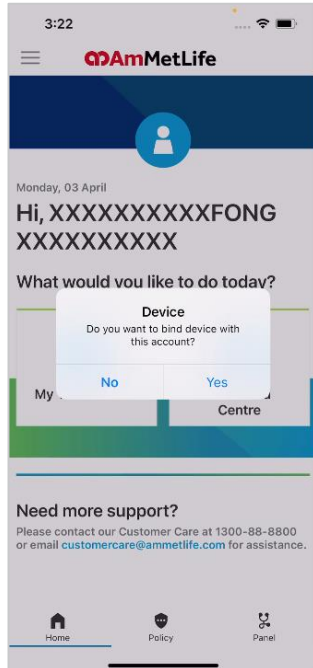 3:22
AmMetLife
Monday, 03 April
Hi, XXXXXXXXXXFONG
XXXXXXXXXX
What would you like to do today?
Device
Do you want to bind device with
this account?
No
Yes
My
Centre
Need more support?
Please contact our Customer Care at 1300-88-8800
or email customercare@ammetlife.com for assistance.
Home
Policy
Panel